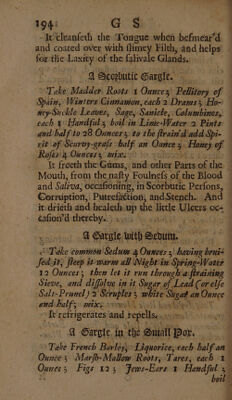 194 G S
It cleanseth the Tongue when besmear'd
and coated over with slimey Filth, and helps
for the Laxity of the salivale Glands.
A Scorbutic Gargle.
Take Madder Roots 1 Ounce; Pellitory of
Spain, Winters Cinnamon, each 2 Drams; Ho-
ney-Suckle Leaves, Sage, Sanicle, Columbines,
each 1 Handful; boil in Lime-Water 2 Pints
and half to 28 Ounces; to the strain'd add Spi-
rit of Scurvy-grass half an Ounce; Honey of
Roses 4 Ounces; mix.
It freeth the Gums, and other Parts of the
Mouth, from the nasty Foulness of the Blood
and Saliva, occasioning, in Scorbutic Persons,
Corruption, Putrefaction, and Stench. And
it drieth and healeth up the little Ulcers oc-
casion'd thereby.
A Gargle with Sedum.
Take common Sedum 4 Ounces; having brui-
sed it, steep it warm all Night in Spring-Water
12 Ounces; then let it run through a straining
Sieve, and dissolve in it Sugar of Lead (or else
Salt-Prunel) 2 Scruples; white Sugar an Ounce
and half; mix.
It refrigerates and repells.
A Gargle in the Small Pox.
Take French Barley, Liquorice, each half an
Ounce; Marsh-Mallow Roots, Tares, each 1
Ounce; Figs 12; Jews-Ears 1 Handful;
boil